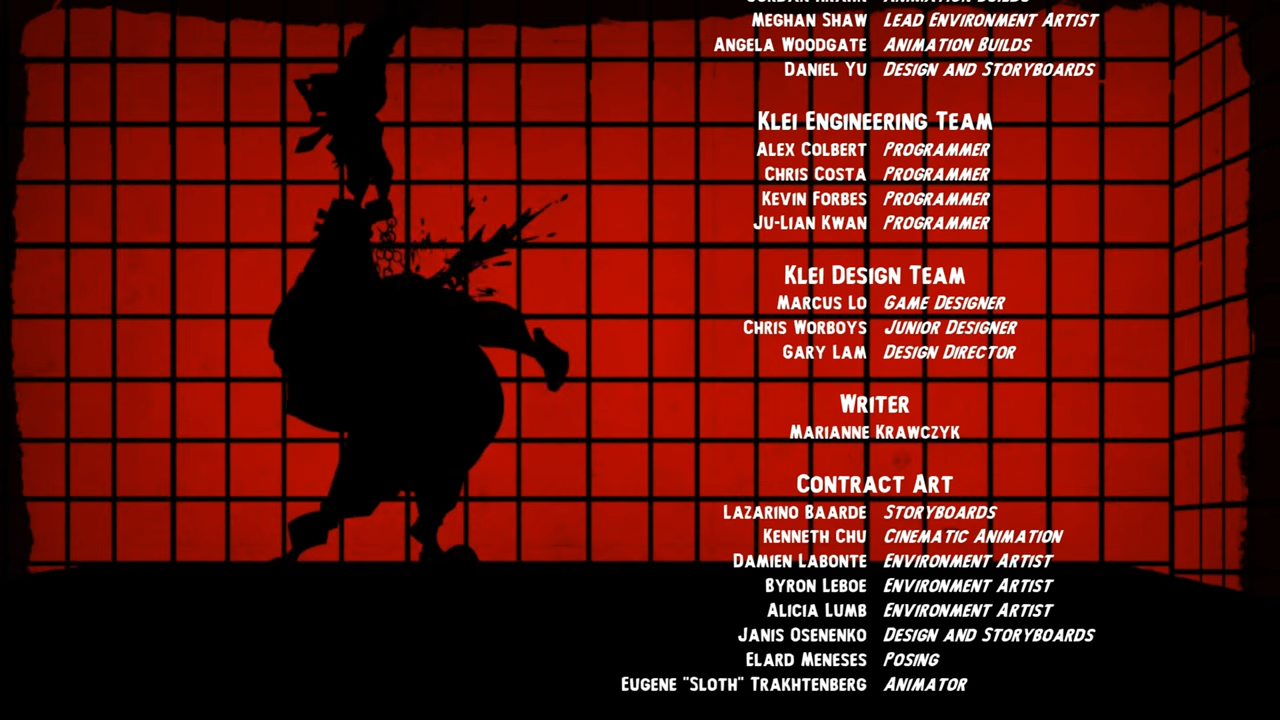 Meghan Shaw Lead Environment Artist
Angela Woodgate Animation Builds
Daniel Yu Design and Storyboards
Klei Engineering Team
Alex Colbert Programmer
Chris Costa Programmer
Kevin Forbes Programmer
Ju-Lian Kwan Programmer
Klei Design Team
Marcus Lo Game Designer
Chris Worboys Junior Designer
Gary Lam Design Director
Writer
Marianne Krawczyk
Contract Art
Lazarino Baarde Storyboards
Kenneth Chu Cinematic Animation
Damien Labonte Environment Artist
Byron Leboe Environment Artist
Alicia Lumb Environment Artist
Janis Osenenko Design and Storyboards
Elard Meneses Posing
Eugene "Sloth" Trakhtenberg Animator